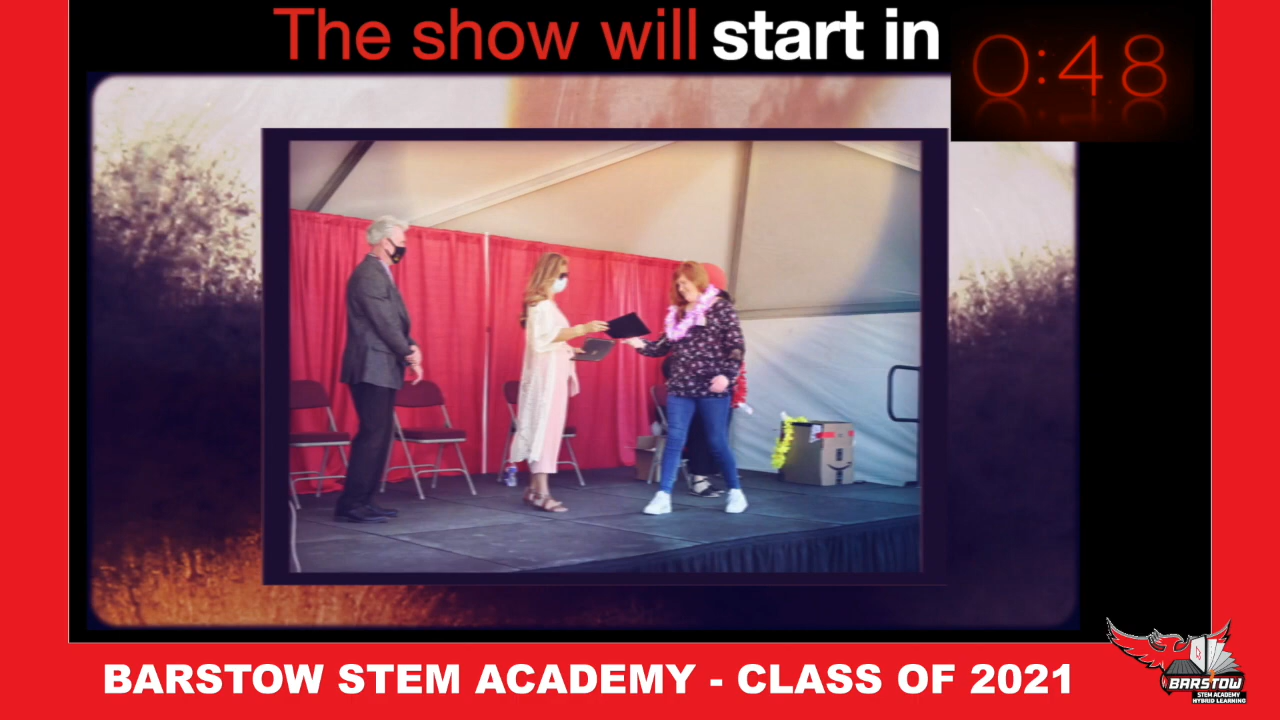 The show will start in
0:48
BARSTOW STEM ACADEMY - CLASS OF 2021
BARSTOW
STEM ACADEMY
HYBRID LEARNING